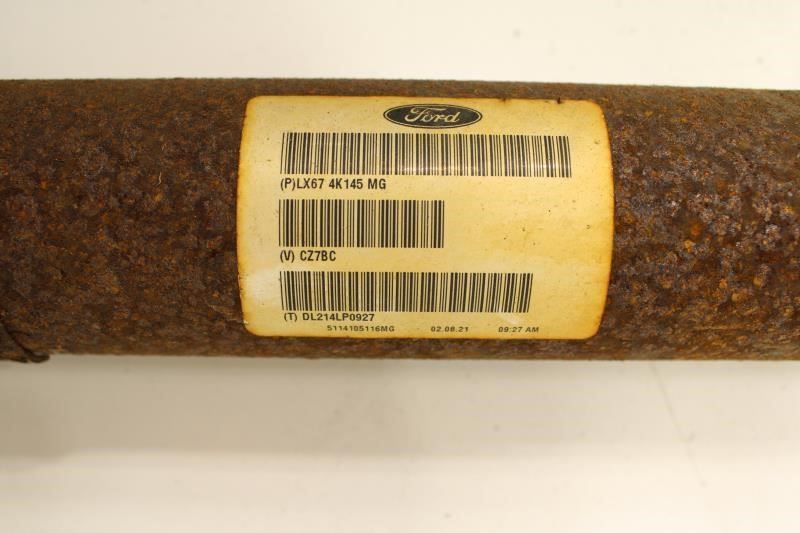 Ford
(P)LX67 4K145 MG
(V) CZ7BC
(T) DL214LP0927
5114105116MG 02.08.21 09:27 AM